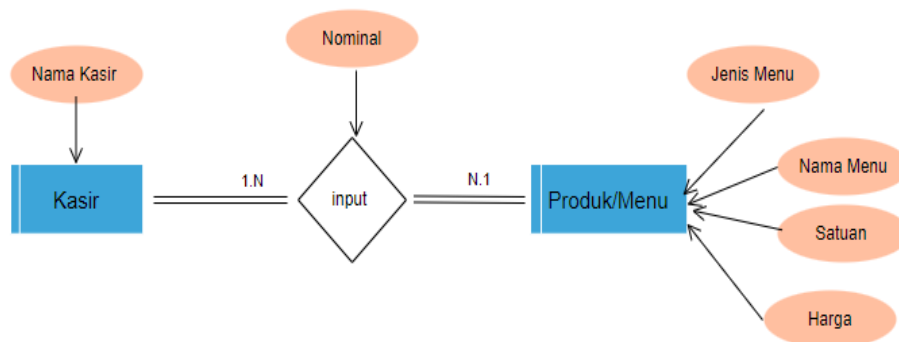 Nominal
Nama Kasir
Jenis Menu
Nama Menu
1.N
N.1
Kasir
input
Produk/Menu
Satuan
Harga